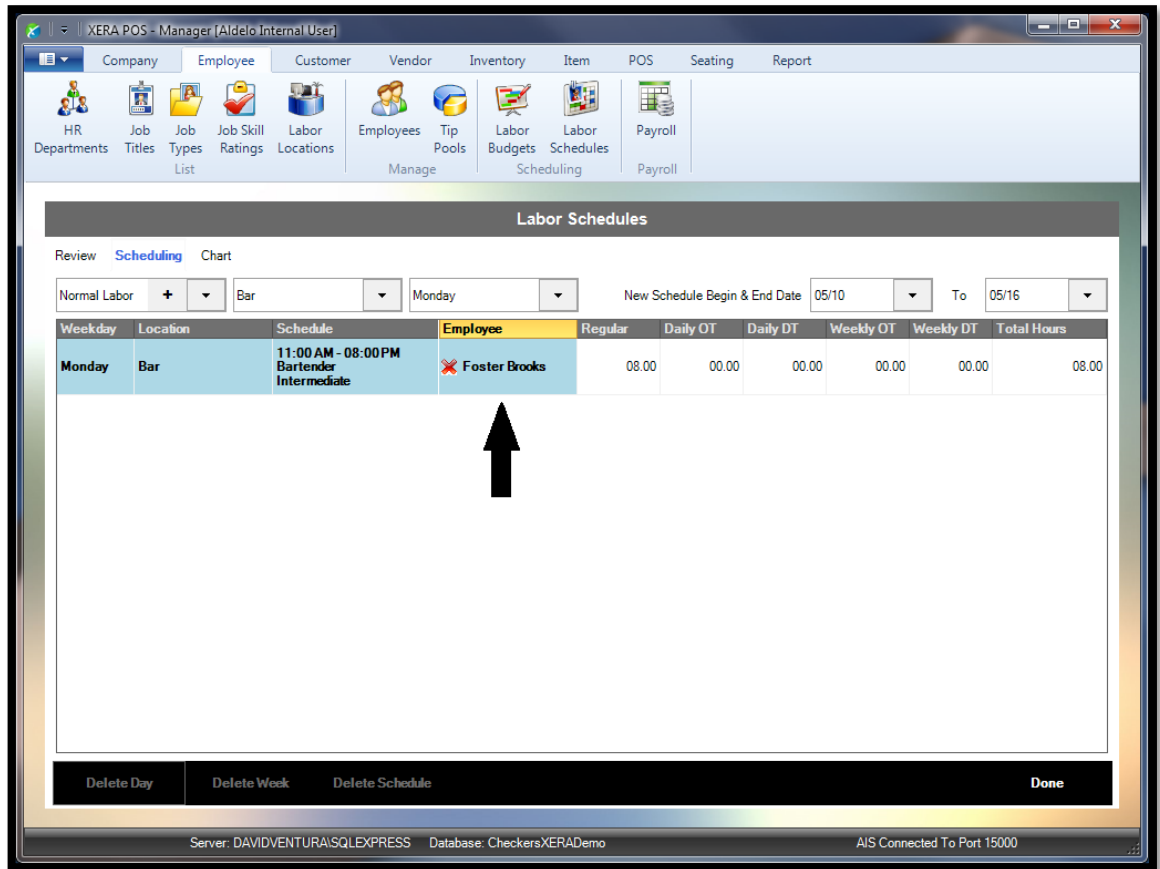 XERA POS - Manager [Aldelo Internal User]
Company Employee Customer Vendor Inventory Item POS Seating Report
HR Departments Job Titles Job Types Job Skill Ratings Labor Locations Employees Tip Pools Labor Budgets Labor Schedules Payroll
List Manage Scheduling Payroll
Labor Schedules
Review Scheduling Chart
Normal Labor + Bar Monday New Schedule Begin & End Date 05/10 To 05/16
Weekday Location Schedule Employee Regular Daily OT Daily DT Weekly OT Weekly DT Total Hours
Monday Bar 11:00 AM - 08:00 PM Bartender Intermediate Foster Brooks 08.00 00.00 00.00 00.00 00.00 08.00
Delete Day Delete Week Delete Schedule Done
Server: DAVIDVENTURA\SQLEXPRESS Database: CheckersXERADemo AIS Connected To Port 15000